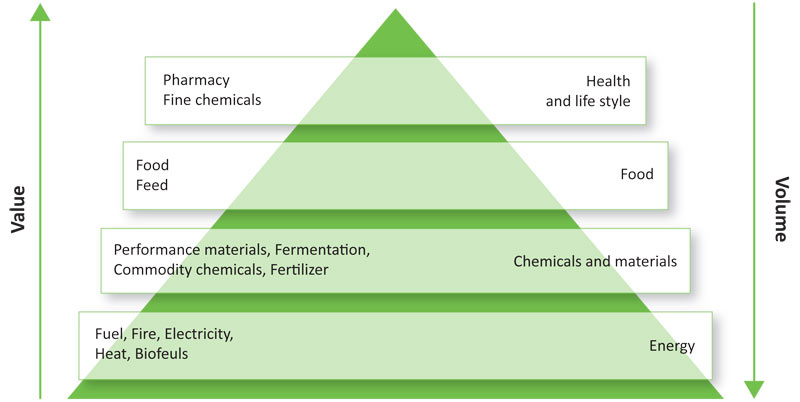 Value
Pharmacy
Fine chemicals
Health
and life style
Food
Feed
Food
Performance materials, Fermentation,
Commodity chemicals, Fertilizer
Chemicals and materials
Fuel, Fire, Electricity,
Heat, Biofeuls
Energy
Volume